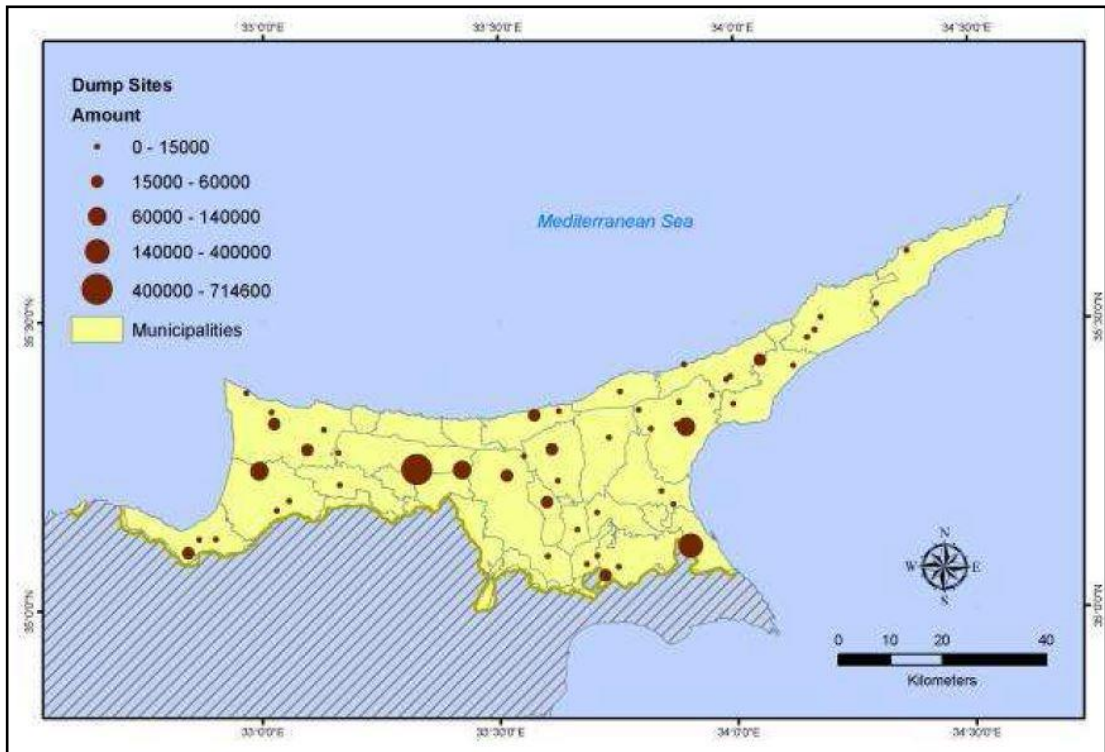 33°0'0"E 33°30'0"E 34°0'0"E 34°30'0"E
Dump Sites
Amount
0 - 15000
15000 - 60000
60000 - 140000
140000 - 400000
400000 - 714600
Municipalities
Mediterranean Sea
35°30'0"N
35°30'0"N
35°0'0"N
35°0'0"N
N
W E
S
0 10 20 40
Kilometers
33°0'0"E 33°30'0"E 34°0'0"E 34°30'0"E